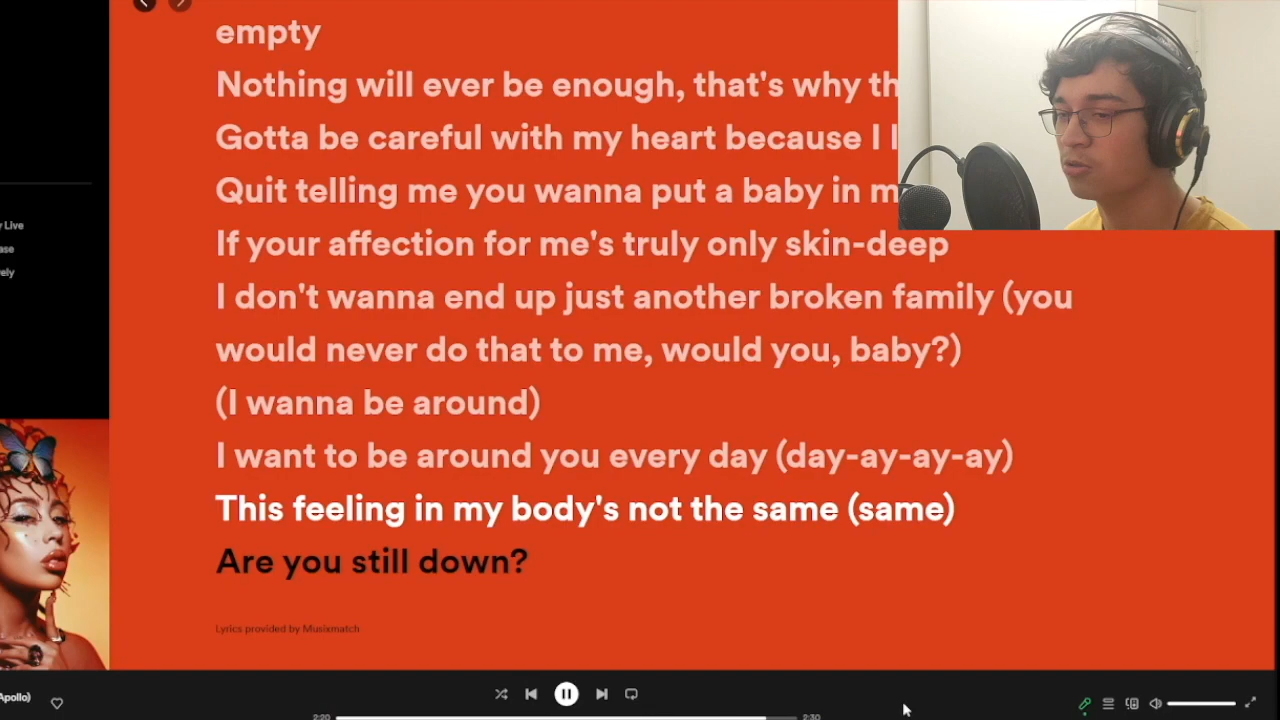 empty
Nothing will ever be enough, that's why
Gotta be careful with my heart because I
Quit telling me you wanna put a baby in
If your affection for me's truly only skin-deep
I don't wanna end up just another broken family (you
would never do that to me, would you, baby?)
(I wanna be around)
I want to be around you every day (day-ay-ay-ay)
This feeling in my body's not the same (same)
Are you still down?
Lyrics provided by Musixmatch
Live
Apollo)
2:20
2:30